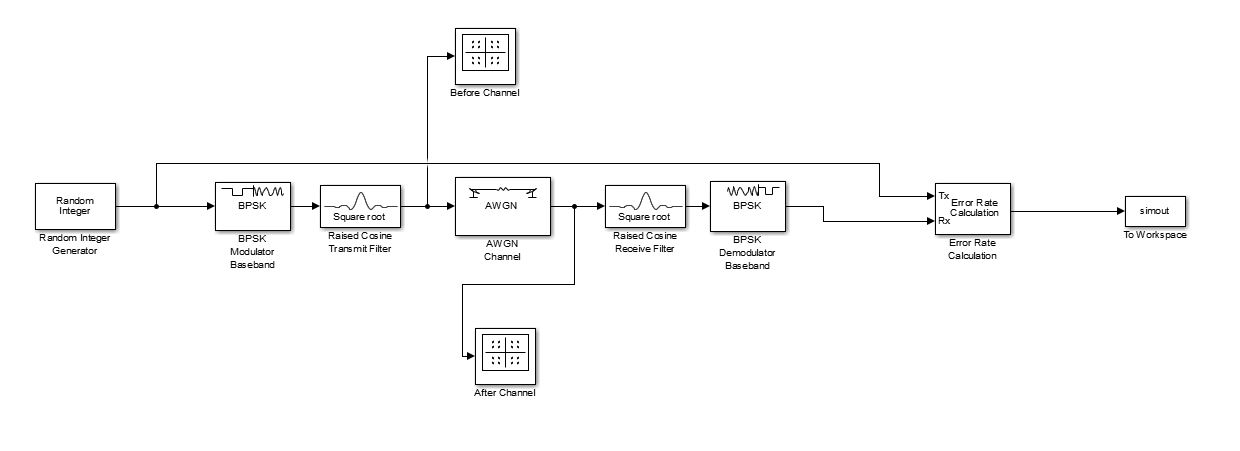 Before Channel
Random
Integer
Random Integer
Generator
BPSK
BPSK
Modulator
Baseband
Square root
Raised Cosine
Transmit Filter
AWGN
AWGN
Channel
Square root
Raised Cosine
Receive Filter
BPSK
BPSK
Demodulator
Baseband
Tx
Rx
Error Rate
Calculation
Error Rate
Calculation
simout
To Workspace
After Channel